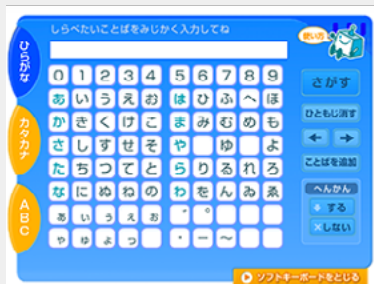 しらべたいことばをみじかく入力してね
使い方
ひらがな
カタカナ
ABC
0 1 2 3 4 5 6 7 8 9
あ い う え お は ひ ふ へ ほ
か き く け こ ま み む め も
さ し す せ そ や ゆ よ
た ち つ て と ら り る れ ろ
な に ぬ ね の わ を ん ゐ ゑ
ぁ ぃ ぅ ぇ ぉ ゛ ゜
ゃ ゅ ょ っ ・ ー ～
さがす
ひともじ消す
← →
ことばを追加
へんかん
↓ する
×しない
ソフトキーボードをとじる